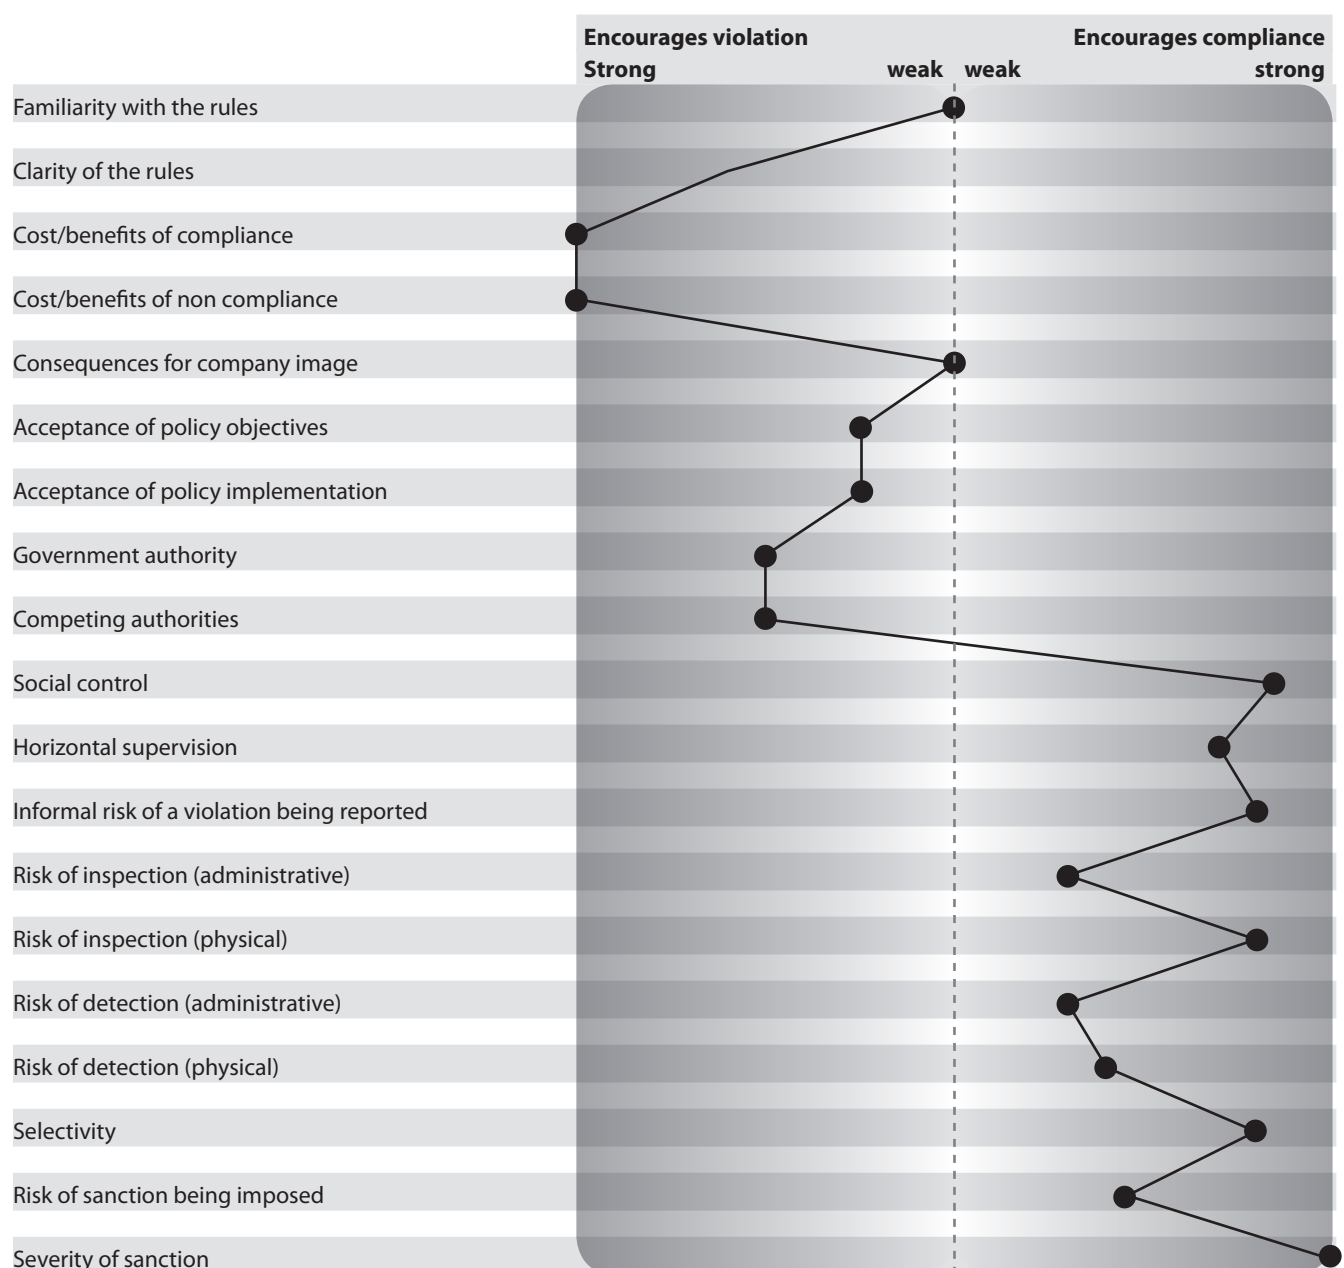 Encourages violation Encourages compliance
Strong weak weak strong
Familiarity with the rules
Clarity of the rules
Cost/benefits of compliance
Cost/benefits of non compliance
Consequences for company image
Acceptance of policy objectives
Acceptance of policy implementation
Government authority
Competing authorities
Social control
Horizontal supervision
Informal risk of a violation being reported
Risk of inspection (administrative)
Risk of inspection (physical)
Risk of detection (administrative)
Risk of detection (physical)
Selectivity
Risk of sanction being imposed
Severity of sanction